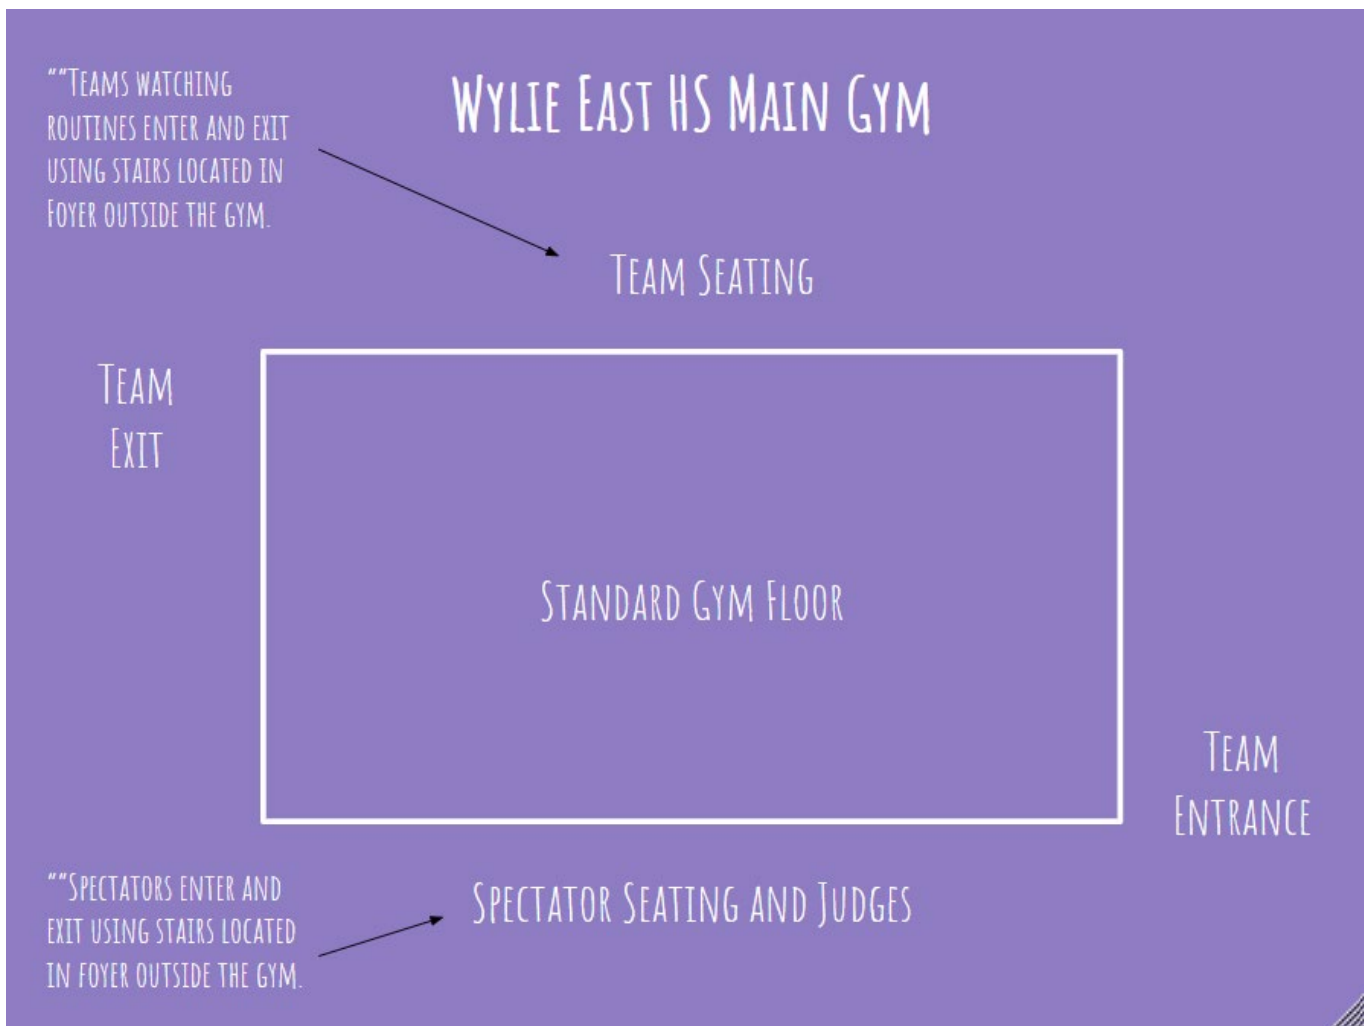 ""Teams watching
routines enter and exit
using stairs located in
Foyer outside the gym.
Wylie East HS Main Gym
Team Seating
Team
Exit
Standard Gym Floor
Team
Entrance
""Spectators enter and
exit using stairs located
in foyer outside the gym.
Spectator Seating and Judges